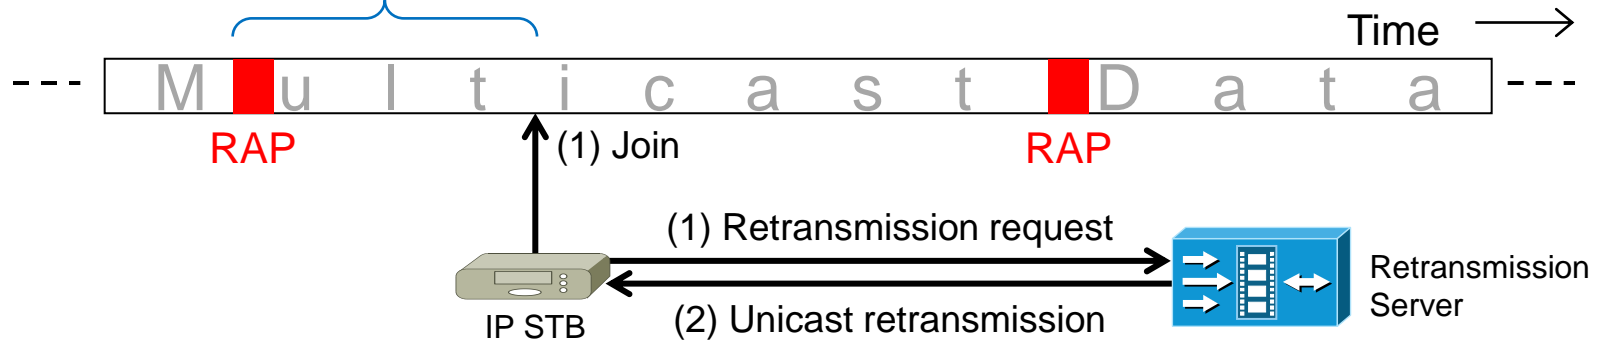 Time
M u l t i c a s t D a t a
RAP
RAP
(1) Join
(1) Retransmission request
(2) Unicast retransmission
IP STB
Retransmission
Server